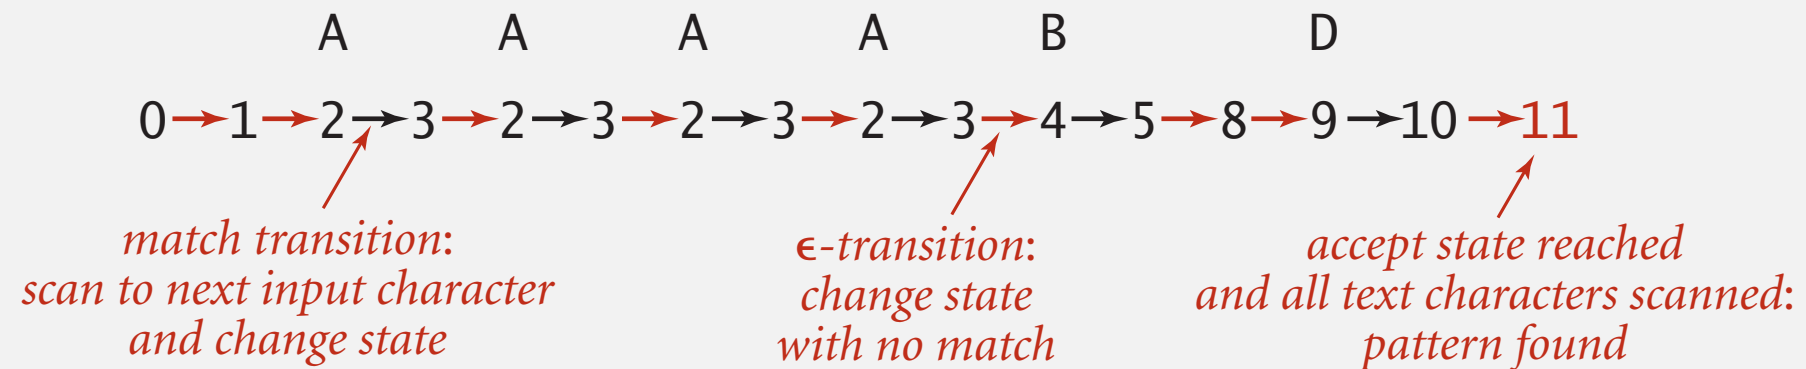 A A A A B D
0 1 2 3 2 3 2 3 2 3 4 5 8 9 10 11
match transition:
scan to next input character
and change state
ϵ-transition:
change state
with no match
accept state reached
and all text characters scanned:
pattern found